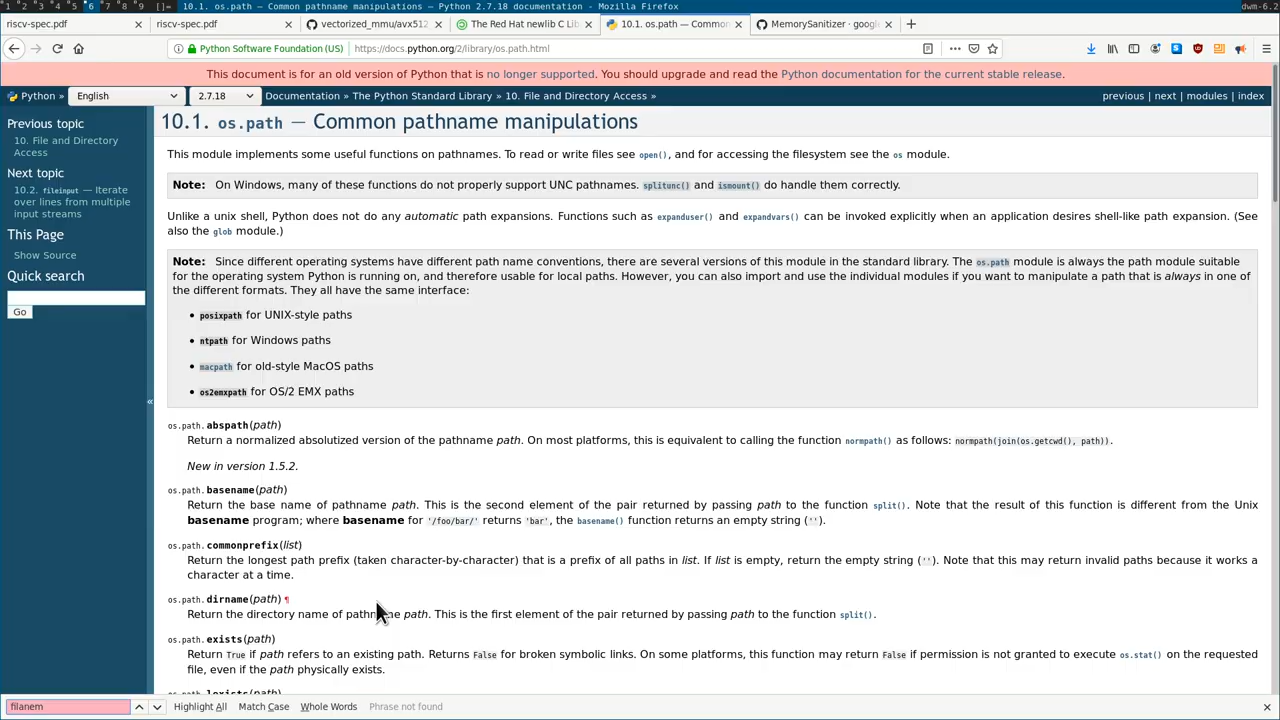 1 2 3 4 5 6 7 8 9 []= 10.1. os.path — Common pathname manipulations — Python 2.7.18 documentation - Mozilla Firefox dwm-6.2
riscv-spec.pdf riscv-spec.pdf vectorized_mmu/avx512 The Red Hat newlib C Lib 10.1. os.path — Common MemorySanitizer · googl
Python Software Foundation (US) https://docs.python.org/2/library/os.path.html
This document is for an old version of Python that is no longer supported. You should upgrade and read the Python documentation for the current stable release.
Python » English 2.7.18 Documentation » The Python Standard Library » 10. File and Directory Access » previous | next | modules | index
Previous topic
10. File and Directory
Access
Next topic
10.2. fileinput — Iterate
over lines from multiple
input streams
This Page
Show Source
Quick search
Go
«
10.1. os.path — Common pathname manipulations
This module implements some useful functions on pathnames. To read or write files see open(), and for accessing the filesystem see the os module.
Note: On Windows, many of these functions do not properly support UNC pathnames. splitunc() and ismount() do handle them correctly.
Unlike a unix shell, Python does not do any automatic path expansions. Functions such as expanduser() and expandvars() can be invoked explicitly when an application desires shell-like path expansion. (See
also the glob module.)
Note: Since different operating systems have different path name conventions, there are several versions of this module in the standard library. The os.path module is always the path module suitable
for the operating system Python is running on, and therefore usable for local paths. However, you can also import and use the individual modules if you want to manipulate a path that is always in one of
the different formats. They all have the same interface:
• posixpath for UNIX-style paths
• ntpath for Windows paths
• macpath for old-style MacOS paths
• os2emxpath for OS/2 EMX paths
os.path.abspath(path)
Return a normalized absolutized version of the pathname path. On most platforms, this is equivalent to calling the function normpath() as follows: normpath(join(os.getcwd(), path)).
New in version 1.5.2.
os.path.basename(path)
Return the base name of pathname path. This is the second element of the pair returned by passing path to the function split(). Note that the result of this function is different from the Unix
basename program; where basename for '/foo/bar/' returns 'bar', the basename() function returns an empty string ('').
os.path.commonprefix(list)
Return the longest path prefix (taken character-by-character) that is a prefix of all paths in list. If list is empty, return the empty string (''). Note that this may return invalid paths because it works a
character at a time.
os.path.dirname(path) ¶
Return the directory name of pathname path. This is the first element of the pair returned by passing path to the function split().
os.path.exists(path)
Return True if path refers to an existing path. Returns False for broken symbolic links. On some platforms, this function may return False if permission is not granted to execute os.stat() on the requested
file, even if the path physically exists.
os.path.lexists(path)
filanem Highlight All Match Case Whole Words Phrase not found